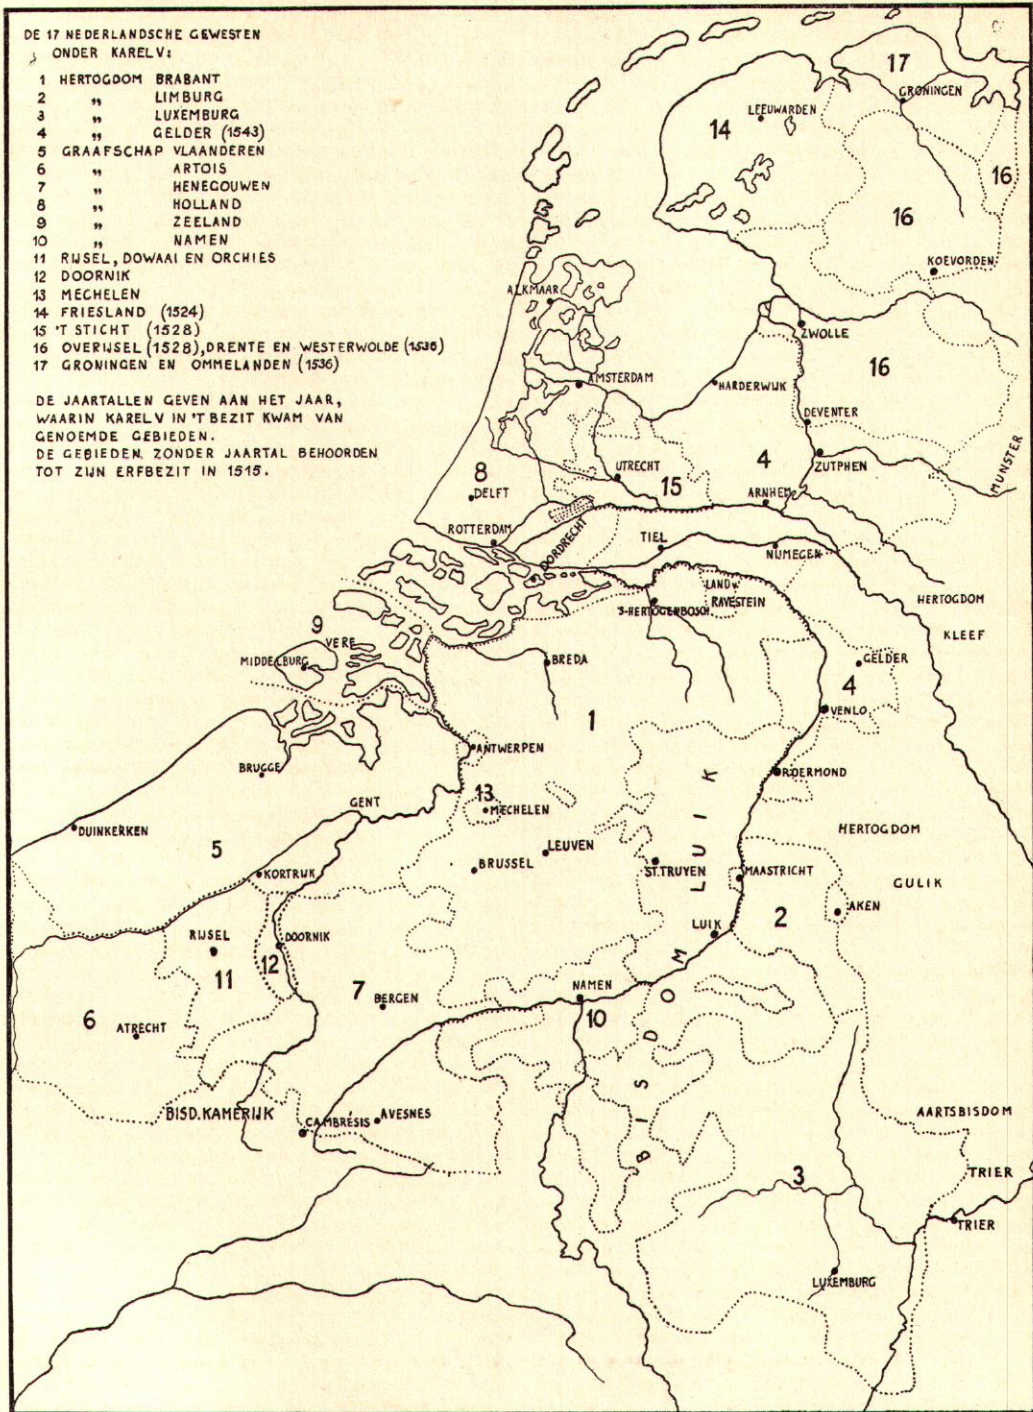 DE 17 NEDERLANDSCHE GEWESTEN
ONDER KAREL V:
1 HERTOGDOM BRABANT
2 „ LIMBURG
3 „ LUXEMBURG
4 „ GELDER (1543)
5 GRAAFSCHAP VLAANDEREN
6 „ ARTOIS
7 „ HENEGOUWEN
8 „ HOLLAND
9 „ ZEELAND
10 „ NAMEN
11 RIJSEL, DOWAAI EN ORCHIES
12 DOORNIK
13 MECHELEN
14 FRIESLAND (1524)
15 'T STICHT (1528)
16 OVERIJSEL (1528), DRENTE EN WESTERWOLDE (1536)
17 GRONINGEN EN OMMELANDEN (1536)
DE JAARTALLEN GEVEN AAN HET JAAR,
WAARIN KAREL V IN 'T BEZIT KWAM VAN
GENOEMDE GEBIEDEN.
DE GEBIEDEN ZONDER JAARTAL BEHOORDEN
TOT ZIJN ERFBEZIT IN 1515.
17
GRONINGEN
LEEUWARDEN
14
16
16
KOEVORDEN
ALKMAAR
ZWOLLE
16
AMSTERDAM
HARDERWIJK
DEVENTER
MUNSTER
4
ZUTPHEN
8
UTRECHT
15
DELFT
ARNHEM
ROTTERDAM
DORDRECHT
TIEL
NIJMEGEN
LAND v.
RAVESTEIN
'S-HERTOGENBOSCH
HERTOGDOM
KLEEF
9
VERE
MIDDELBURG
BREDA
GELDER
4
VENLO
1
ANTWERPEN
BRUGGE
ROERMOND
13
MECHELEN
GENT
DUINKERKEN
HERTOGDOM
GULIK
5
LEUVEN
BRUSSEL
ST. TRUYEN
MAASTRICHT
KORTRIJK
AKEN
2
LUIK
RIJSEL
DOORNIK
11
12
BISDOM LUIK
7
BERGEN
NAMEN
10
6
ATRECHT
BISD. KAMERIJK
CAMBRÉSIS
AVESNES
AARTSBISDOM
TRIER
3
TRIER
LUXEMBURG